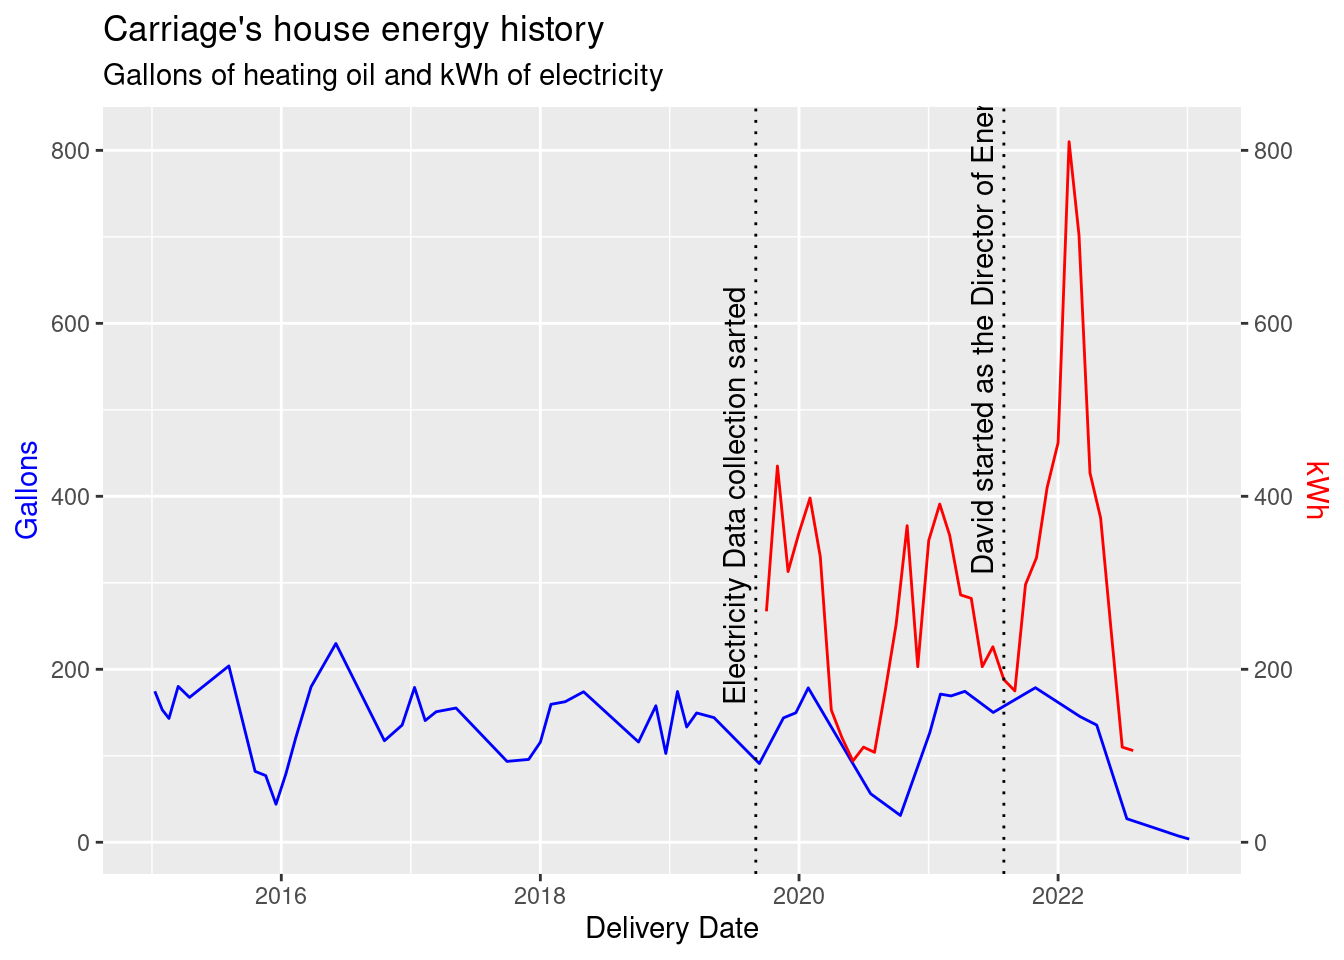 Carriage's house energy history
Gallons of heating oil and kWh of electricity
Gallons
800
600
400
200
0
Electricity Data collection sarted
David started as the Director of Ener
800
600
400
200
0
kWh
2016
2018
2020
2022
Delivery Date